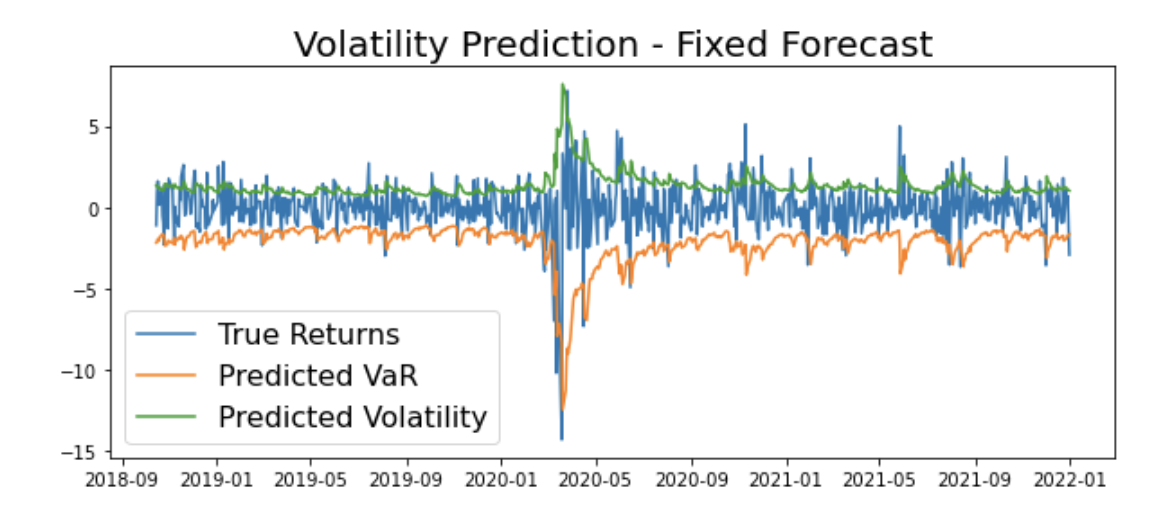 Volatility Prediction - Fixed Forecast
5
0
−5
−10
−15
True Returns
Predicted VaR
Predicted Volatility
2018-09 2019-01 2019-05 2019-09 2020-01 2020-05 2020-09 2021-01 2021-05 2021-09 2022-01